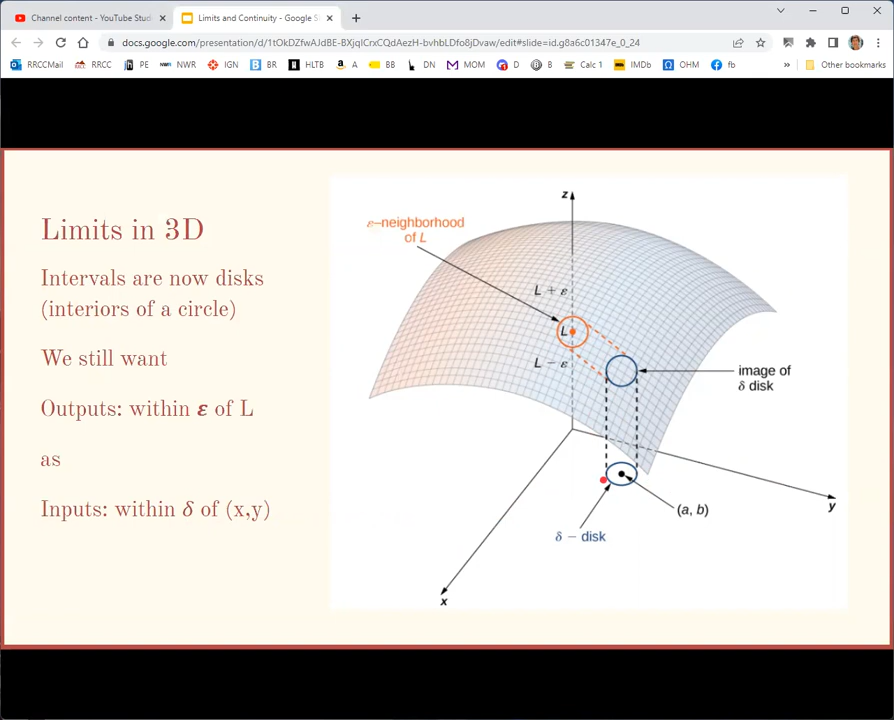 Channel content - YouTube Stud
Limits and Continuity - Google S
docs.google.com/presentation/d/1tOkDZfwAJdBE-BXjqICrxCQdAezH-bvhbLDfo8jDvaw/edit#slide=id.g8a6c01347e_0_24
RRCCMail RRCC PE NWR IGN BR HLTB A BB DN MOM D B Calc 1 IMDb OHM fb » Other bookmarks
Limits in 3D
Intervals are now disks
(interiors of a circle)
We still want
Outputs: within ε of L
as
Inputs: within δ of (x,y)
z
ε–neighborhood
of L
L + ε
L
L − ε
image of
δ disk
(a, b)
y
δ – disk
x